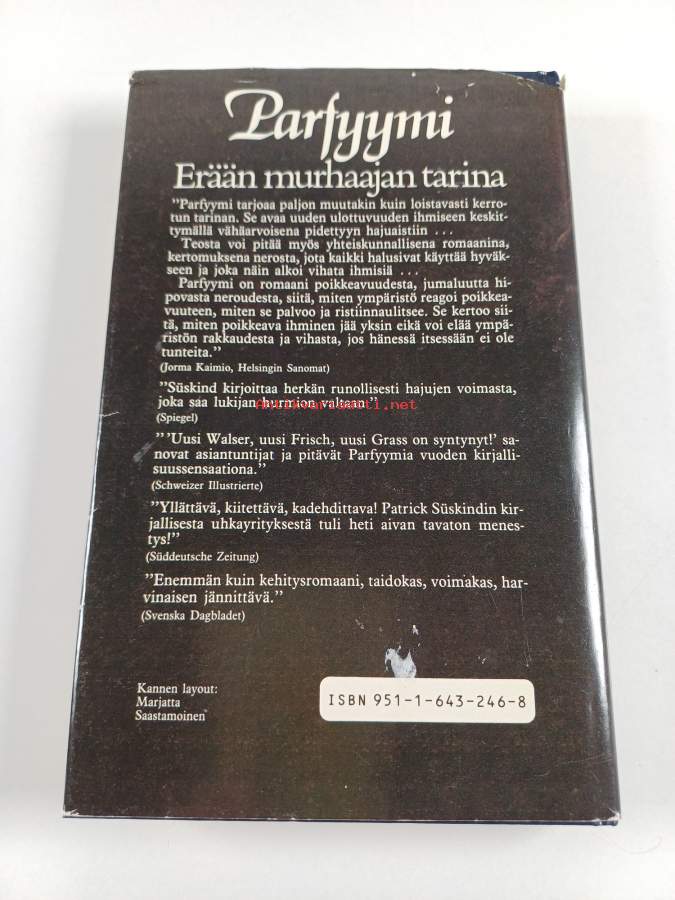 Parfyymi
Erään murhaajan tarina
"Parfyymi tarjoaa paljon muutakin kuin loistavasti kerro-
tun tarinan. Se avaa uuden ulottuvuuden ihmiseen keskit-
tymällä vähäarvoisena pidettyyn hajuaistiin ...
Teosta voi pitää myös yhteiskunnallisena romaanina,
kertomuksena nerosta, jota kaikki halusivat käyttää hyväk-
seen ja joka näin alkoi vihata ihmisiä ...
Parfyymi on romaani poikkeavuudesta, jumaluutta hi-
povasta neroudesta, siitä, miten ympäristö reagoi poikkea-
vuuteen, miten se palvoo ja ristiinnaulitsee. Se kertoo sii-
tä, miten poikkeava ihminen jää yksin eikä voi elää ympä-
ristön rakkaudesta ja vihasta, jos hänessä itsessään ei ole
tunteita."
(Jorma Kaimio, Helsingin Sanomat)
"Süskind kirjoittaa herkän runollisesti hajujen voimasta,
joka saa lukijan hurmion valtaan."
Antikvariaatti.net
(Spiegel)
"'Uusi Walser, uusi Frisch, uusi Grass on syntynyt!' sa-
novat asiantuntijat ja pitävät Parfyymia vuoden kirjalli-
suussensaationa."
(Schweizer Illustrierte)
"Yllättävä, kiitettävä, kadehdittava! Patrick Süskindin kir-
jallisesta uhkayrityksestä tuli heti aivan tavaton menes-
tys!"
(Süddeutsche Zeitung)
"Enemmän kuin kehitysromaani, taidokas, voimakas, har-
vinaisen jännittävä."
(Svenska Dagbladet)
Kannen layout:
Marjatta
Saastamoinen
ISBN 951-1-643-246-8